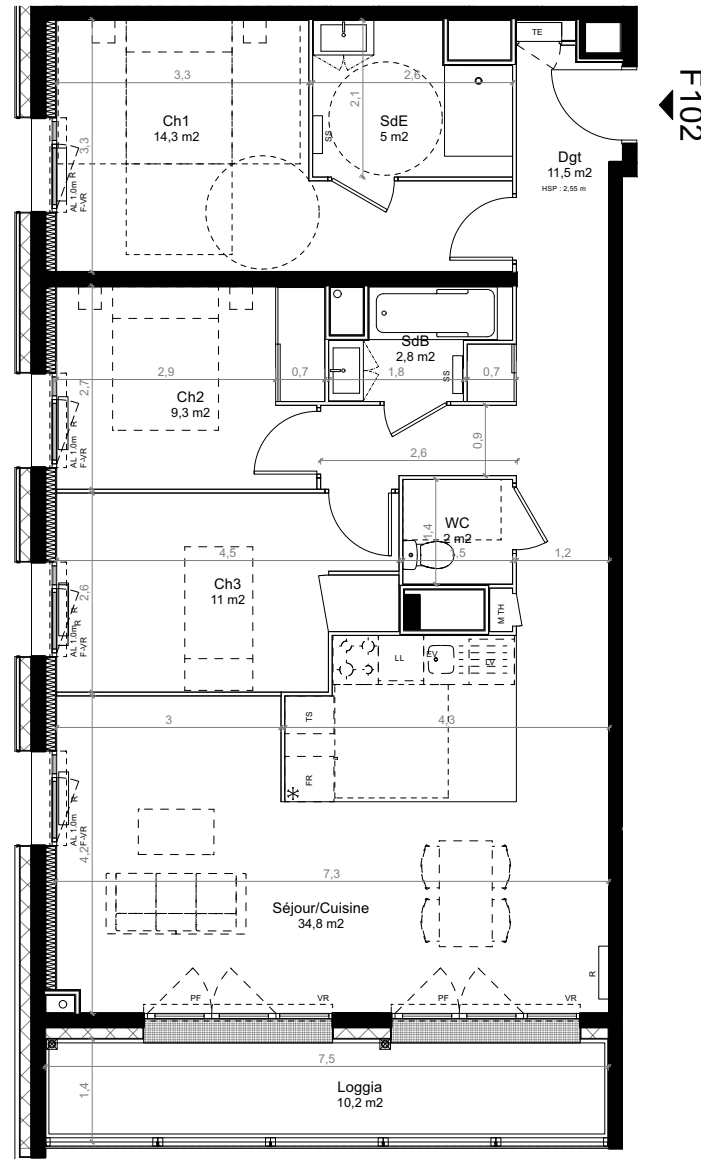 TE
F102
3,3
2,6
2,1
Ch1
14,3 m2
SdE
5 m2
SS
Dgt
11,5 m2
HSP : 2,55 m
3,3
AL 1.0m R
F-VR
SdB
2,8 m2
SS
2,9
0,7
1,8
0,7
2,7
Ch2
9,3 m2
R
AL 1.0m
F-VR
0,9
2,6
WC
2 m2
1,4
4,5
1,5
1,2
Ch3
11 m2
2,6
R
R
AL 1.0m
F-VR
M TH
LL
EV
LV
TS
FR
3
4,3
R
AL 1.0m
F-VR
4,2
7,3
Séjour/Cuisine
34,8 m2
R
PF
VR
PF
VR
7,5
1,4
Loggia
10,2 m2